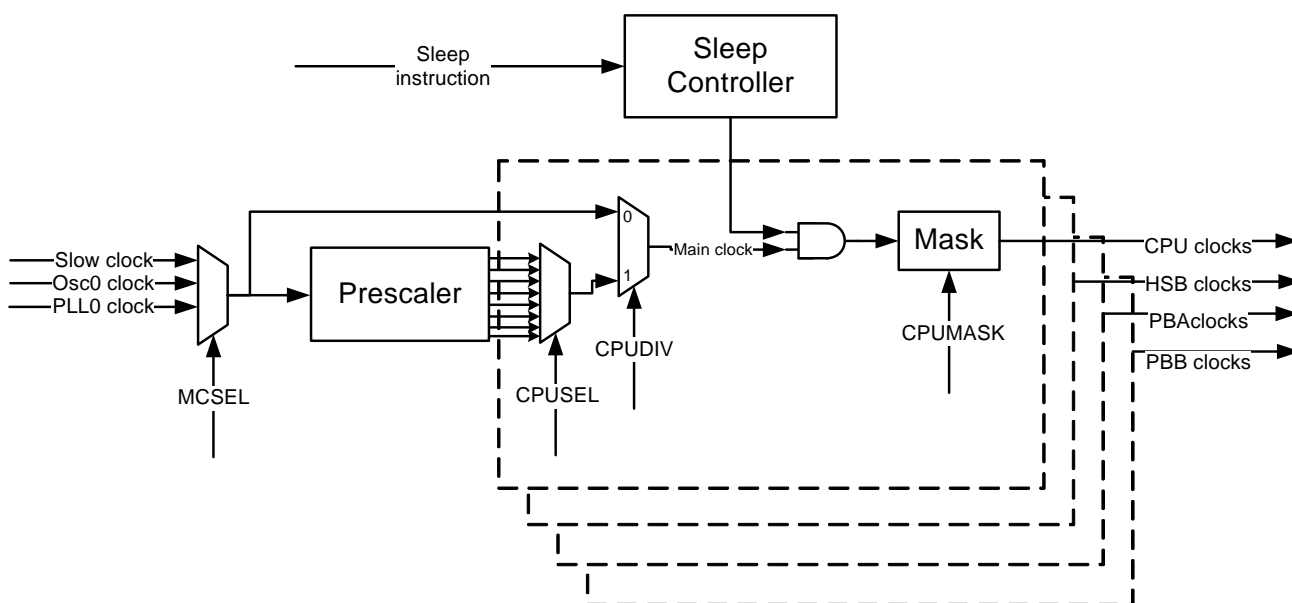 Sleep
instruction
Sleep
Controller
0
1
Slow clock
Osc0 clock
PLL0 clock
Prescaler
Main clock
Mask
CPU clocks
HSB clocks
PBAclocks
PBB clocks
MCSEL
CPUSEL
CPUDIV
CPUMASK